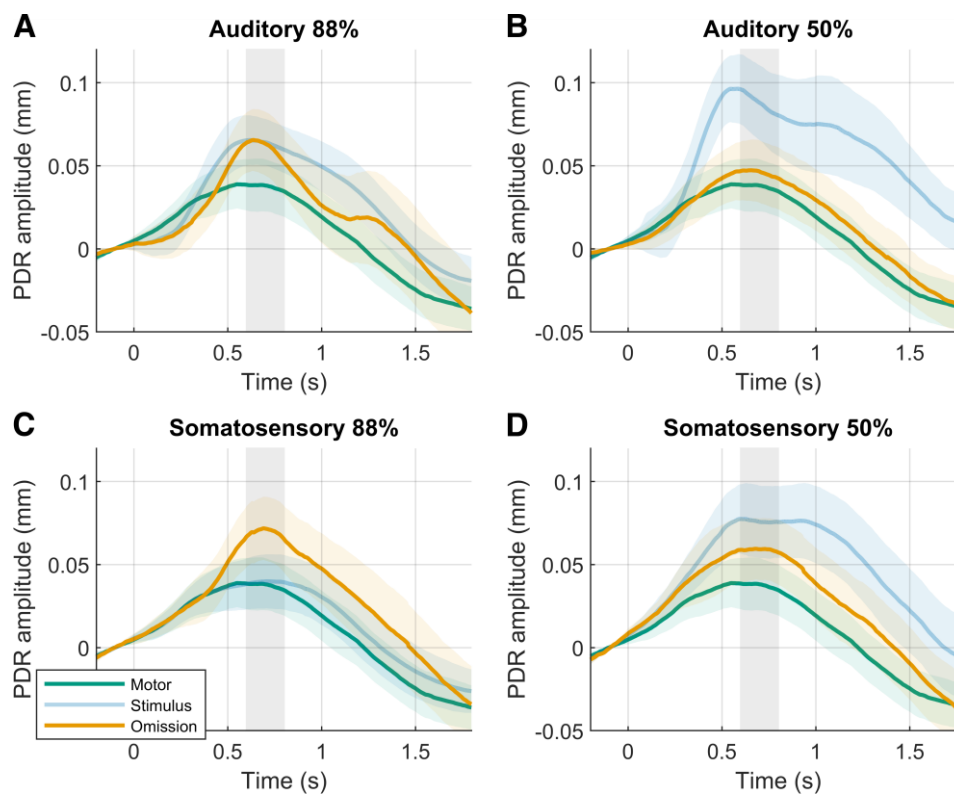 A
Auditory 88%
PDR amplitude (mm)
0.1
0.05
0
-0.05
0
0.5
1
1.5
Time (s)
B
Auditory 50%
PDR amplitude (mm)
0.1
0.05
0
-0.05
0
0.5
1
1.5
Time (s)
C
Somatosensory 88%
PDR amplitude (mm)
0.1
0.05
0
Motor
Stimulus
Omission
0
0.5
1
1.5
Time (s)
D
Somatosensory 50%
PDR amplitude (mm)
0.1
0.05
0
-0.05
0
0.5
1
1.5
Time (s)